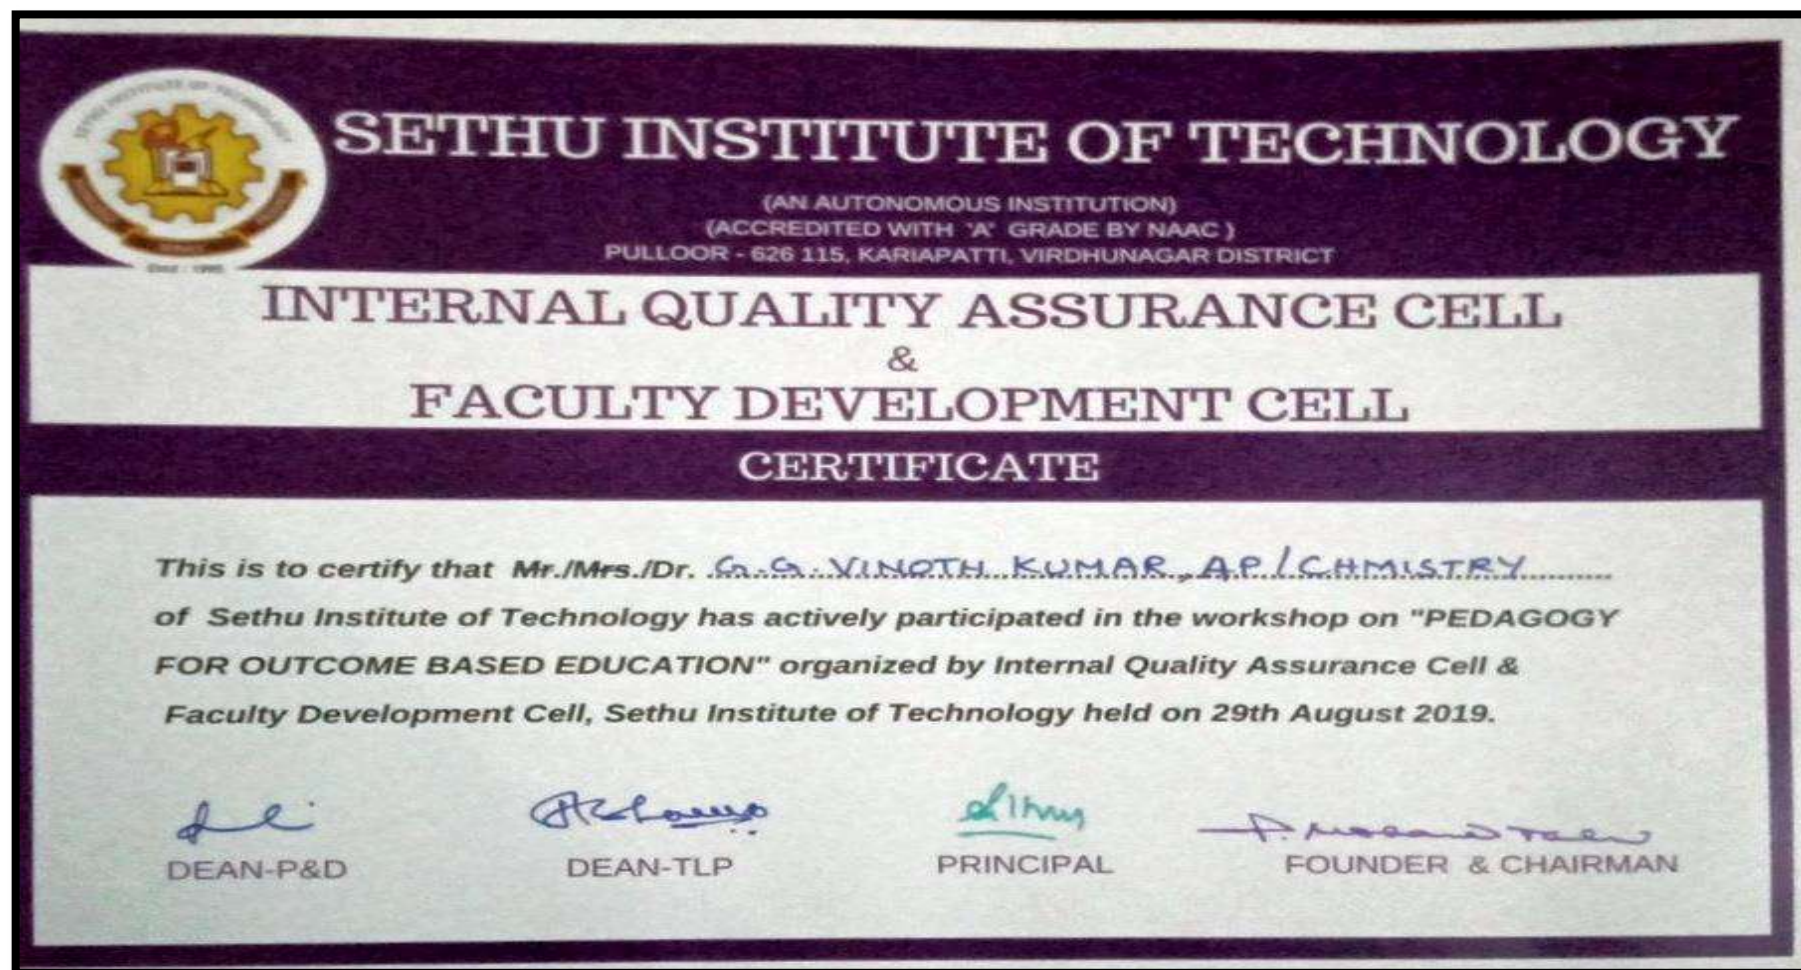 SETHU INSTITUTE OF TECHNOLOGY
SETHU INSTITUTE OF TECHNOLOGY
(AN AUTONOMOUS INSTITUTION)
(ACCREDITED WITH 'A' GRADE BY NAAC )
PULLOOR - 626 115, KARIAPATTI, VIRDHUNAGAR DISTRICT
INTERNAL QUALITY ASSURANCE CELL
&
FACULTY DEVELOPMENT CELL
CERTIFICATE
This is to certify that Mr./Mrs./Dr. G.G. VINOTH KUMAR, AP/CHMISTRY
of Sethu Institute of Technology has actively participated in the workshop on "PEDAGOGY
FOR OUTCOME BASED EDUCATION" organized by Internal Quality Assurance Cell &
Faculty Development Cell, Sethu Institute of Technology held on 29th August 2019.
DEAN-P&D DEAN-TLP PRINCIPAL FOUNDER & CHAIRMAN